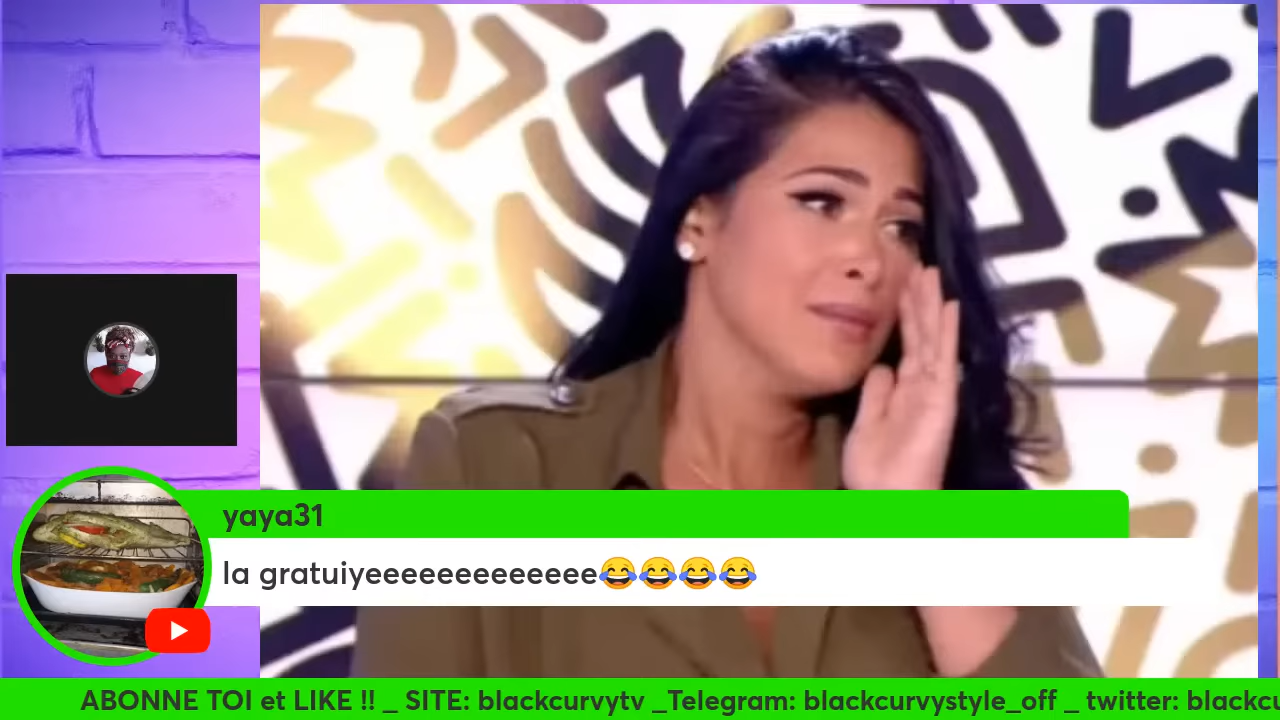 yaya31
la gratuiyeeeeeeeeeeeee😂😂😂😂
ABONNE TOI et LIKE !! _ SITE: blackcurvytv _Telegram: blackcurvystyle_off _ twitter: blackcu